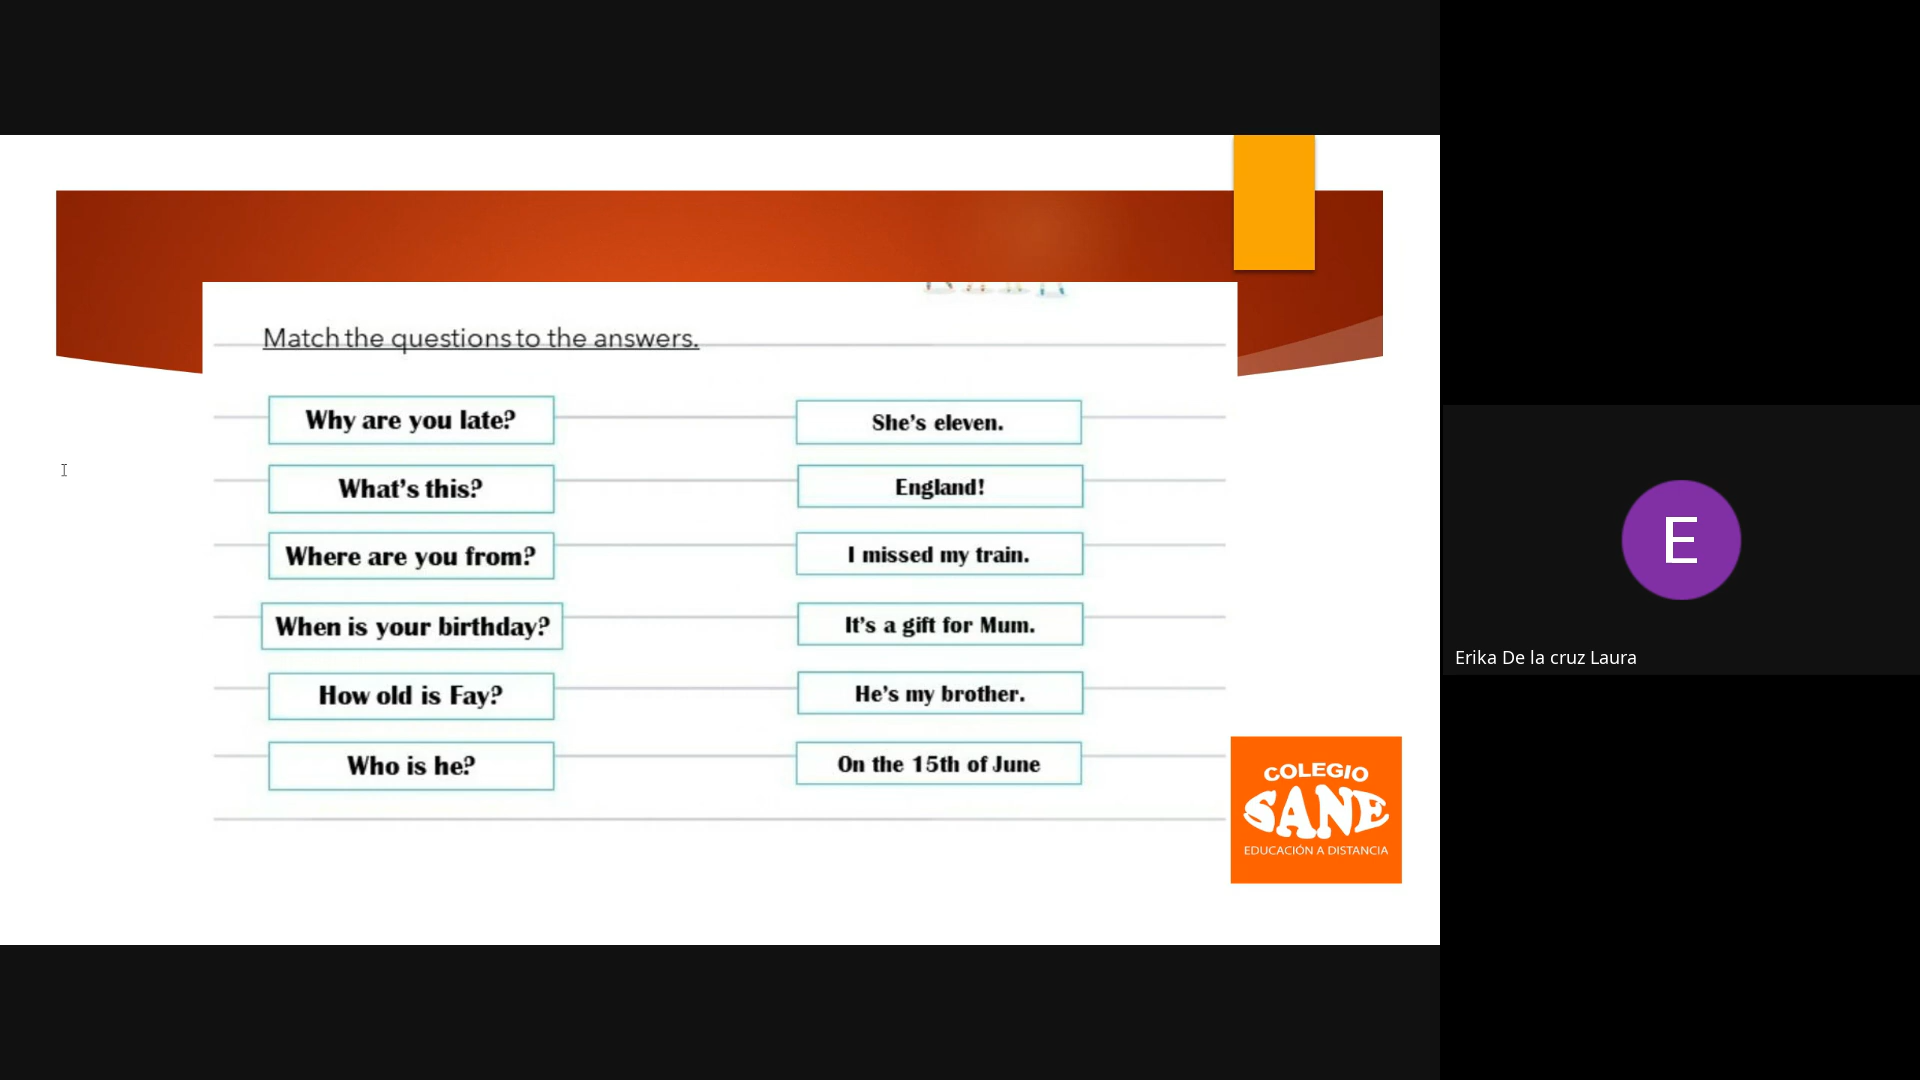 Match the questions to the answers.
Why are you late?
She's eleven.
What's this?
England!
Where are you from?
I missed my train.
When is your birthday?
It's a gift for Mum.
How old is Fay?
He's my brother.
Who is he?
On the 15th of June
COLEGIO
SANE
EDUCACIÓN A DISTANCIA
E
Erika De la cruz Laura